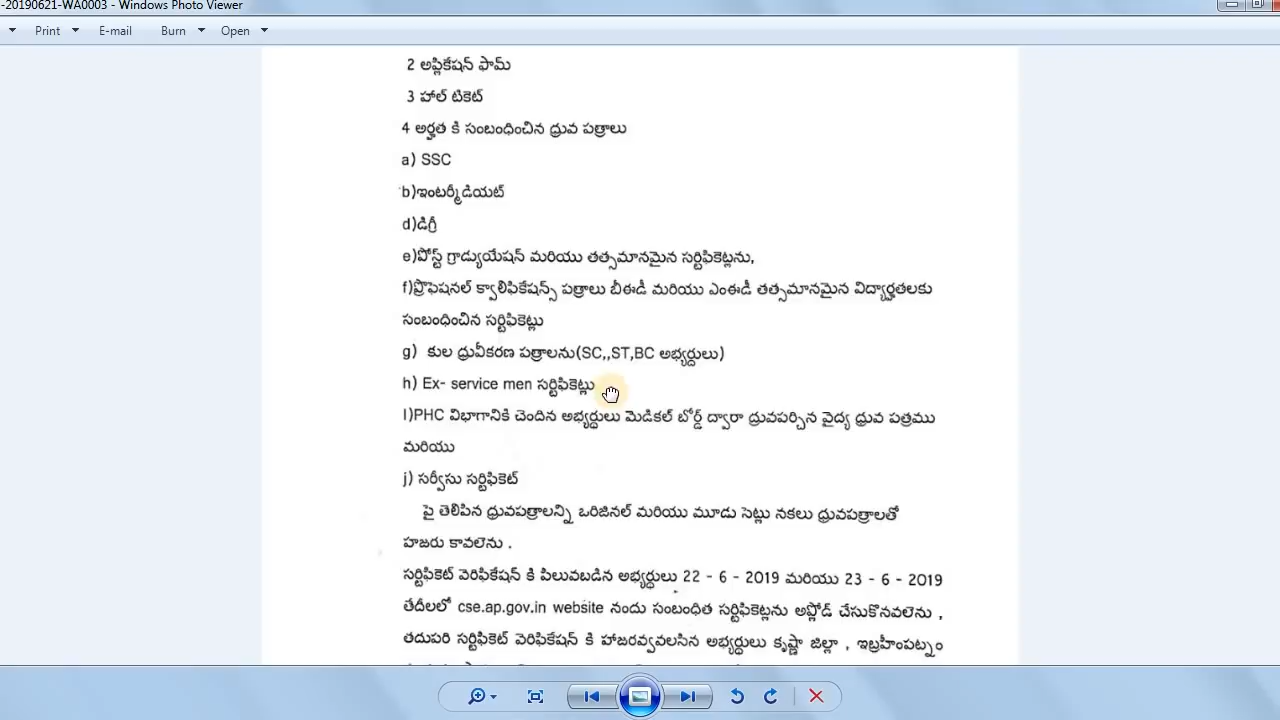 -20190621-WA0003 - Windows Photo Viewer
Print E-mail Burn Open
2 అప్లికేషన్ ఫామ్
3 హాల్ టికెట్
4 అర్హత కి సంబంధించిన ధ్రువ పత్రాలు
a) SSC
b)ఇంటర్మీడియట్
d)డిగ్రీ
e)పోస్ట్ గ్రాడ్యుయేషన్ మరియు తత్సమానమైన సర్టిఫికెట్లను,
f)ప్రొఫెషనల్ క్వాలిఫికేషన్స్ పత్రాలు బీఈడీ మరియు ఎంఈడీ తత్సమానమైన విద్యార్హతలకు
సంబంధించిన సర్టిఫికెట్లు
g) కుల ధ్రువీకరణ పత్రాలను(SC,,ST,BC అభ్యర్థులు)
h) Ex- service men సర్టిఫికెట్లు
I)PHC విభాగానికి చెందిన అభ్యర్థులు మెడికల్ బోర్డ్ ద్వారా ధ్రువపర్చిన వైద్య ధ్రువ పత్రము
మరియు
j) సర్వీసు సర్టిఫికెట్
పై తెలిపిన ధ్రువపత్రాలన్ని ఒరిజినల్ మరియు మూడు సెట్లు నకలు ధ్రువపత్రాలతో
హజరు కావలెను .
సర్టిఫికెట్ వెరిఫికేషన్ కి పిలువబడిన అభ్యర్థులు 22 - 6 - 2019 మరియు 23 - 6 - 2019
తేదీలలో cse.ap.gov.in website నందు సంబంధిత సర్టిఫికెట్లను అప్లోడ్ చేసుకొనవలెను ,
తదుపరి సర్టిఫికెట్ వెరిఫికేషన్ కి హాజరవ్వవలసిన అభ్యర్థులు కృష్ణా జిల్లా , ఇబ్రహీంపట్నం